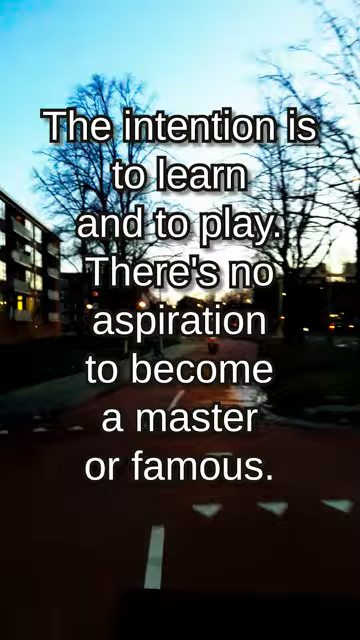 The intention is
to learn
and to play.
There's no
aspiration
to become
a master
or famous.